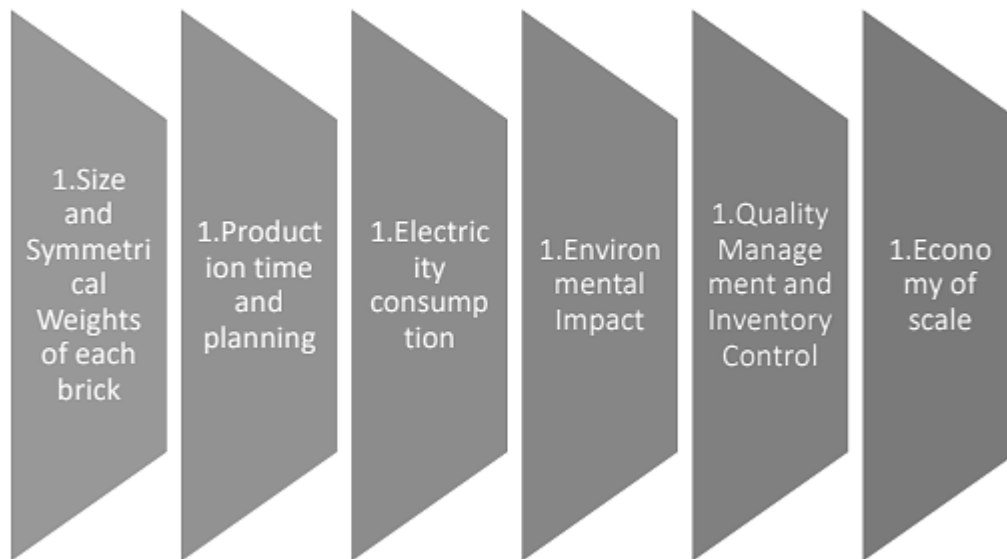 1.Size
and
Symmetri
cal
Weights
of each
brick
1.Product
ion time
and
planning
1.Electric
ity
consump
tion
1.Environ
mental
Impact
1.Quality
Manage
ment and
Inventory
Control
1.Econo
my of
scale